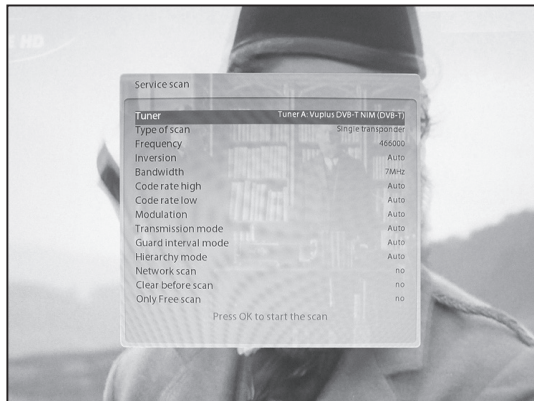 E HD
Service scan
Tuner Tuner A: Vuplus DVB-T NIM (DVB-T)
Type of scan Single transponder
Frequency 466000
Inversion Auto
Bandwidth 7MHz
Code rate high Auto
Code rate low Auto
Modulation Auto
Transmission mode Auto
Guard interval mode Auto
Hierarchy mode Auto
Network scan no
Clear before scan no
Only Free scan no
Press OK to start the scan